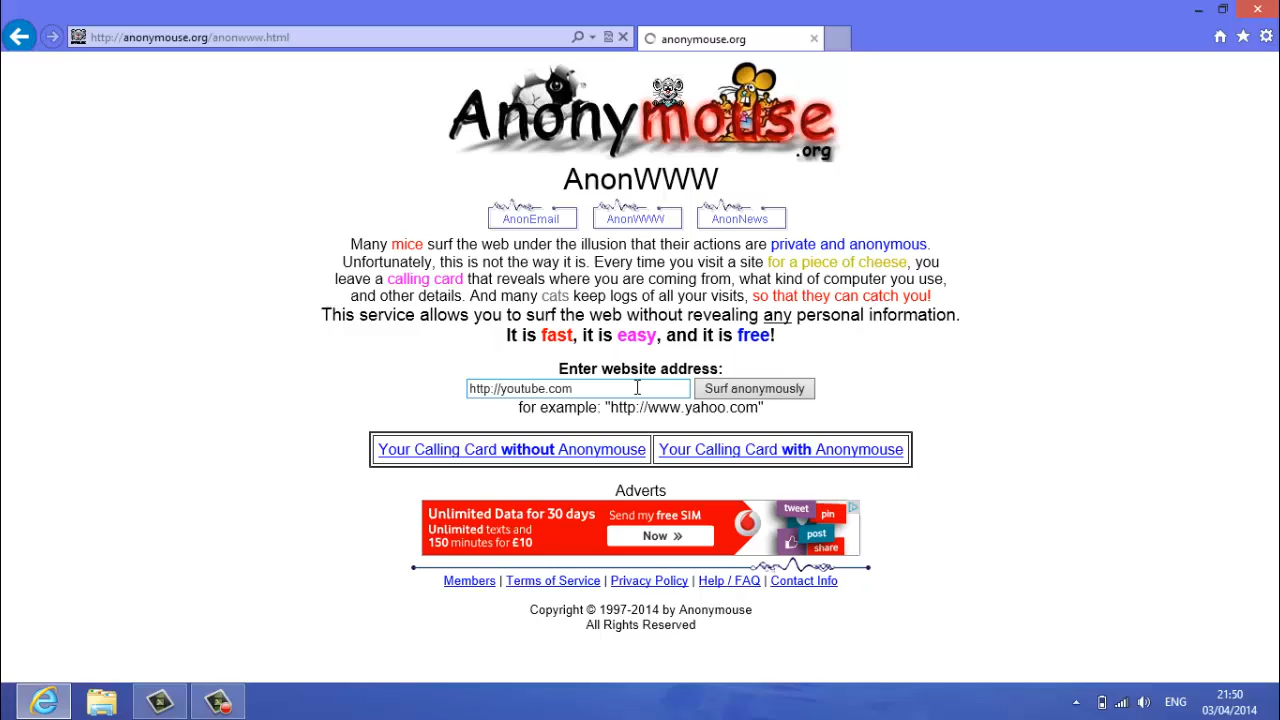 http://anonymouse.org/anonwww.html
anonymouse.org
Anonymouse
.org
AnonWWW
AnonEmail
AnonWWW
AnonNews
Many mice surf the web under the illusion that their actions are private and anonymous.
Unfortunately, this is not the way it is. Every time you visit a site for a piece of cheese, you
leave a calling card that reveals where you are coming from, what kind of computer you use,
and other details. And many cats keep logs of all your visits, so that they can catch you!
This service allows you to surf the web without revealing any personal information.
It is fast, it is easy, and it is free!
Enter website address:
http://youtube.com
Surf anonymously
for example: "http://www.yahoo.com"
Your Calling Card without Anonymouse
Your Calling Card with Anonymouse
Adverts
Unlimited Data for 30 days
Unlimited texts and
150 minutes for £10
Send my free SIM
Now »
tweet
pin
post
share
Members | Terms of Service | Privacy Policy | Help / FAQ | Contact Info
Copyright © 1997-2014 by Anonymouse
All Rights Reserved
ENG
21:50
03/04/2014